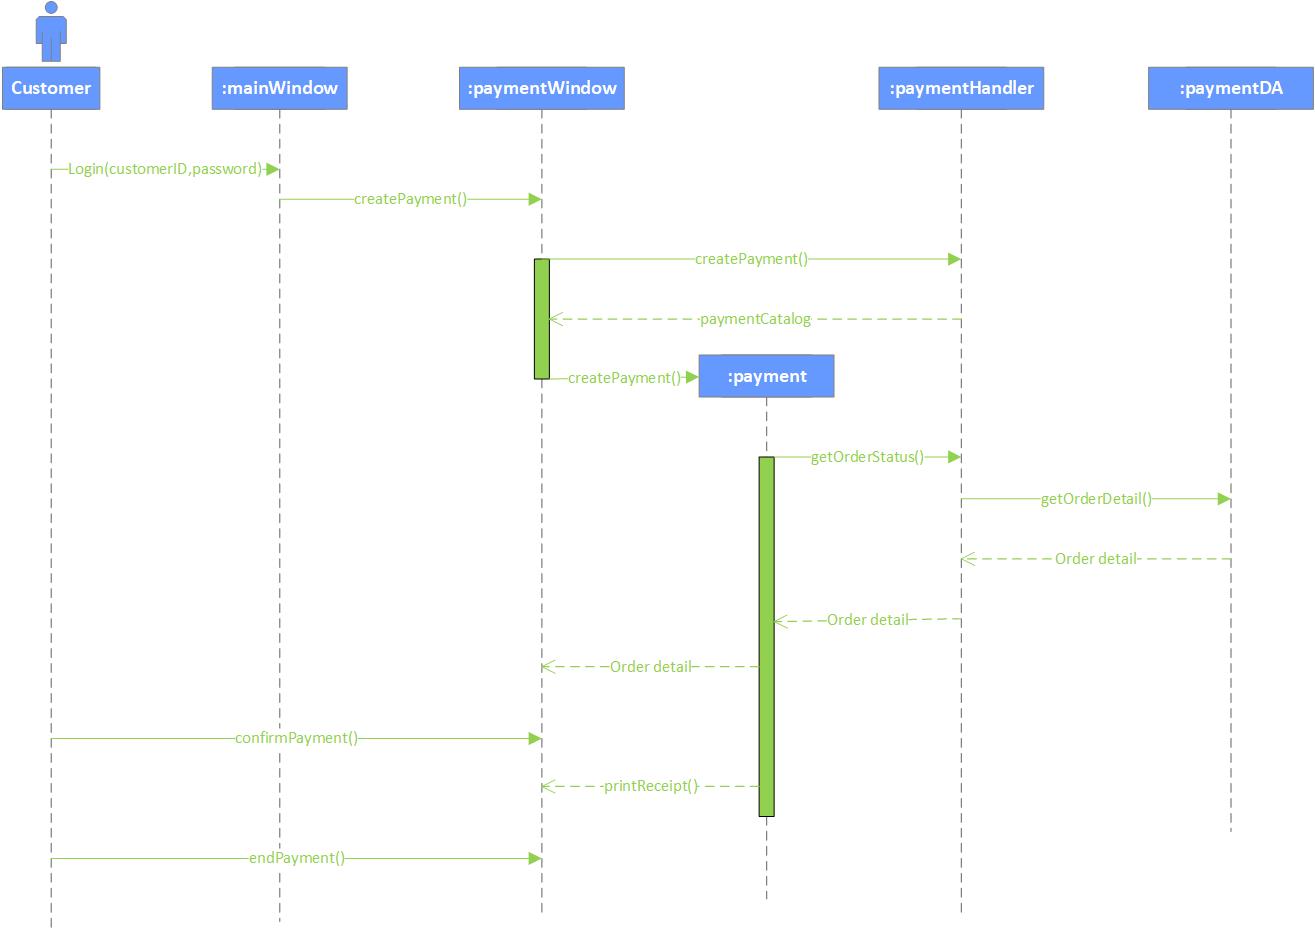 Customer
:mainWindow
:paymentWindow
:paymentHandler
:paymentDA
Login(customerID,password)
createPayment()
createPayment()
paymentCatalog
createPayment()
:payment
getOrderStatus()
getOrderDetail()
Order detail
Order detail
Order detail
confirmPayment()
printReceipt()
endPayment()